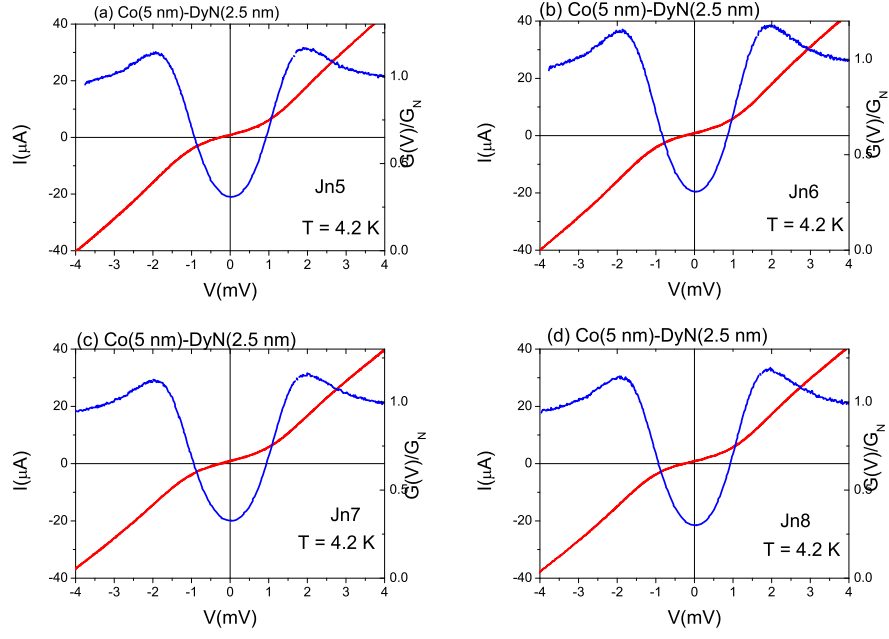 (a) Co(5 nm)-DyN(2.5 nm)
40
20
0
-20
-40
I(μA)
1.0
0.5
0.0
G(V)/G_N
Jn5
T = 4.2 K
-4 -3 -2 -1 0 1 2 3 4
V(mV)
(b) Co(5 nm)-DyN(2.5 nm)
40
20
0
-20
-40
I(μA)
1.0
0.5
0.0
G(V)/G_N
Jn6
T = 4.2 K
-4 -3 -2 -1 0 1 2 3 4
V(mV)
(c) Co(5 nm)-DyN(2.5 nm)
40
20
0
-20
-40
I(μA)
1.0
0.5
0.0
G(V)/G_N
Jn7
T = 4.2 K
-4 -3 -2 -1 0 1 2 3 4
V(mV)
(d) Co(5 nm)-DyN(2.5 nm)
40
20
0
-20
-40
I(μA)
1.0
0.5
0.0
G(V)/G_N
Jn8
T = 4.2 K
-4 -3 -2 -1 0 1 2 3 4
V(mV)